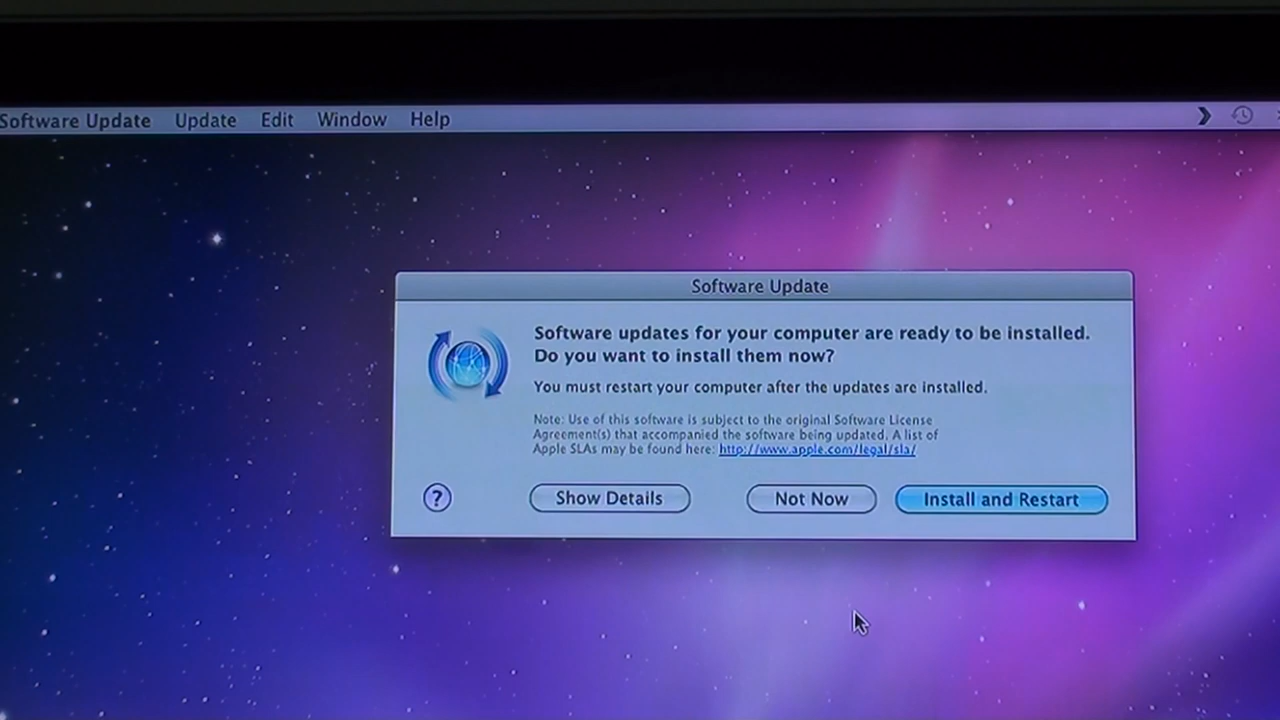 Software Update Update Edit Window Help
Software Update
Software updates for your computer are ready to be installed.
Do you want to install them now?
You must restart your computer after the updates are installed.
Note: Use of this software is subject to the original Software License
Agreement(s) that accompanied the software being updated. A list of
Apple SLAs may be found here: http://www.apple.com/legal/sla/
? Show Details Not Now Install and Restart